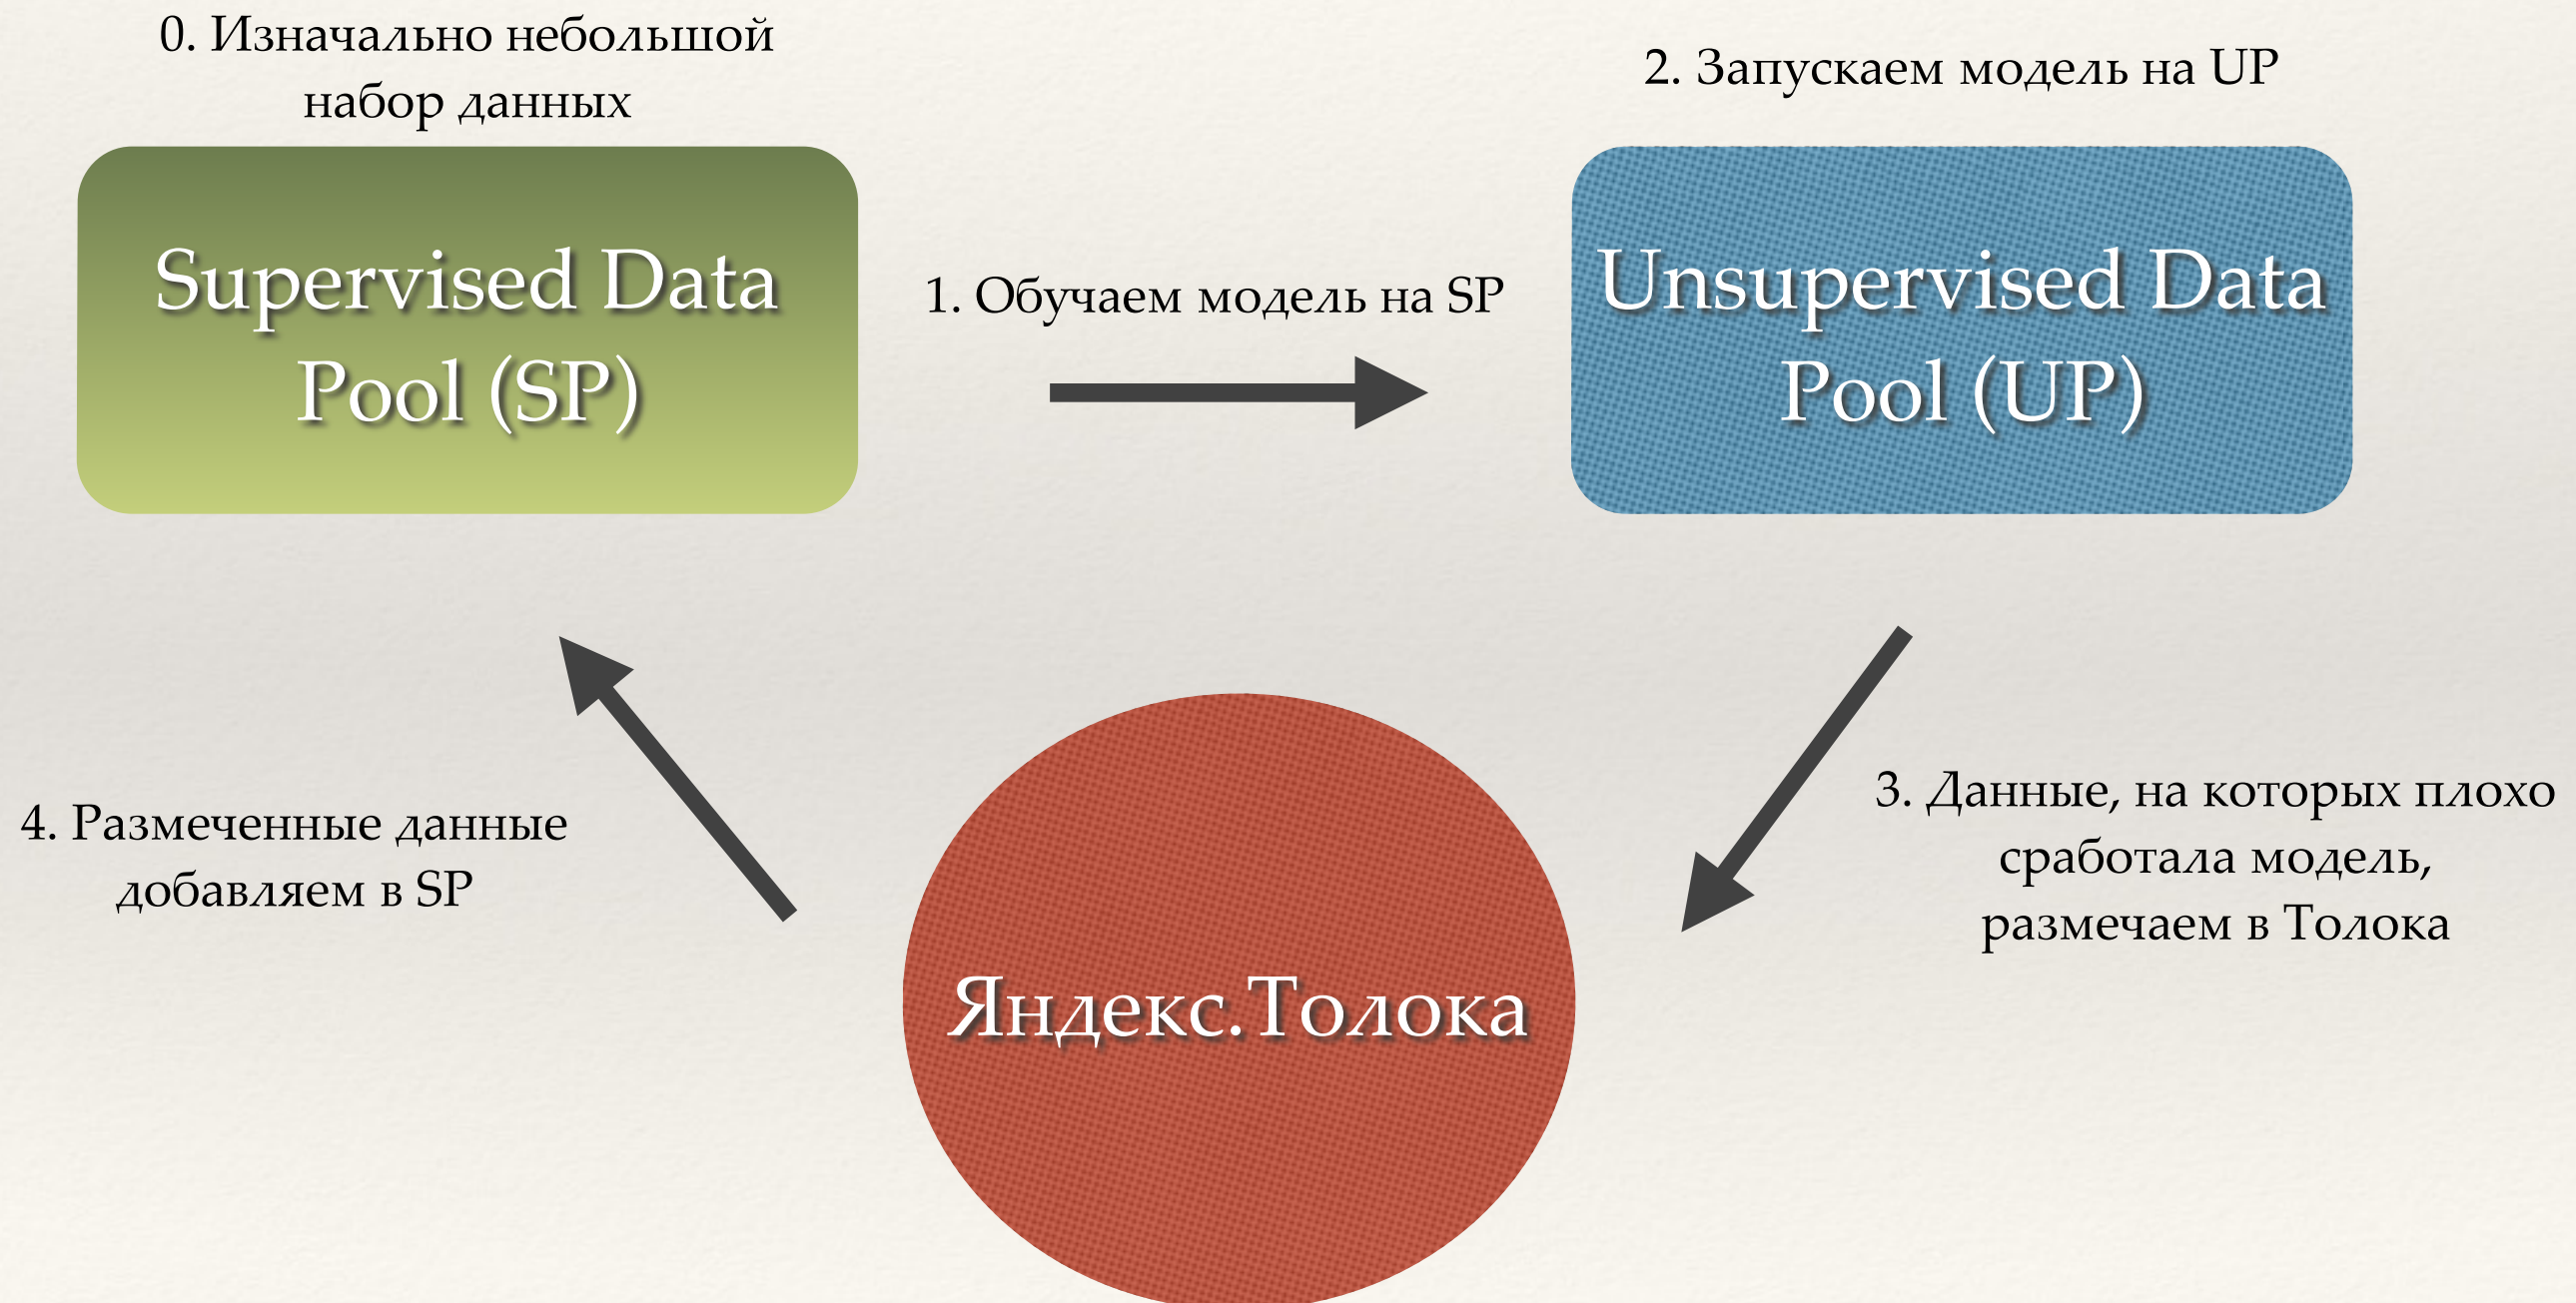 0. Изначально небольшой
набор данных
Supervised Data
Pool (SP)
1. Обучаем модель на SP
2. Запускаем модель на UP
Unsupervised Data
Pool (UP)
3. Данные, на которых плохо
сработала модель,
размечаем в Толока
Яндекс.Толока
4. Размеченные данные
добавляем в SP